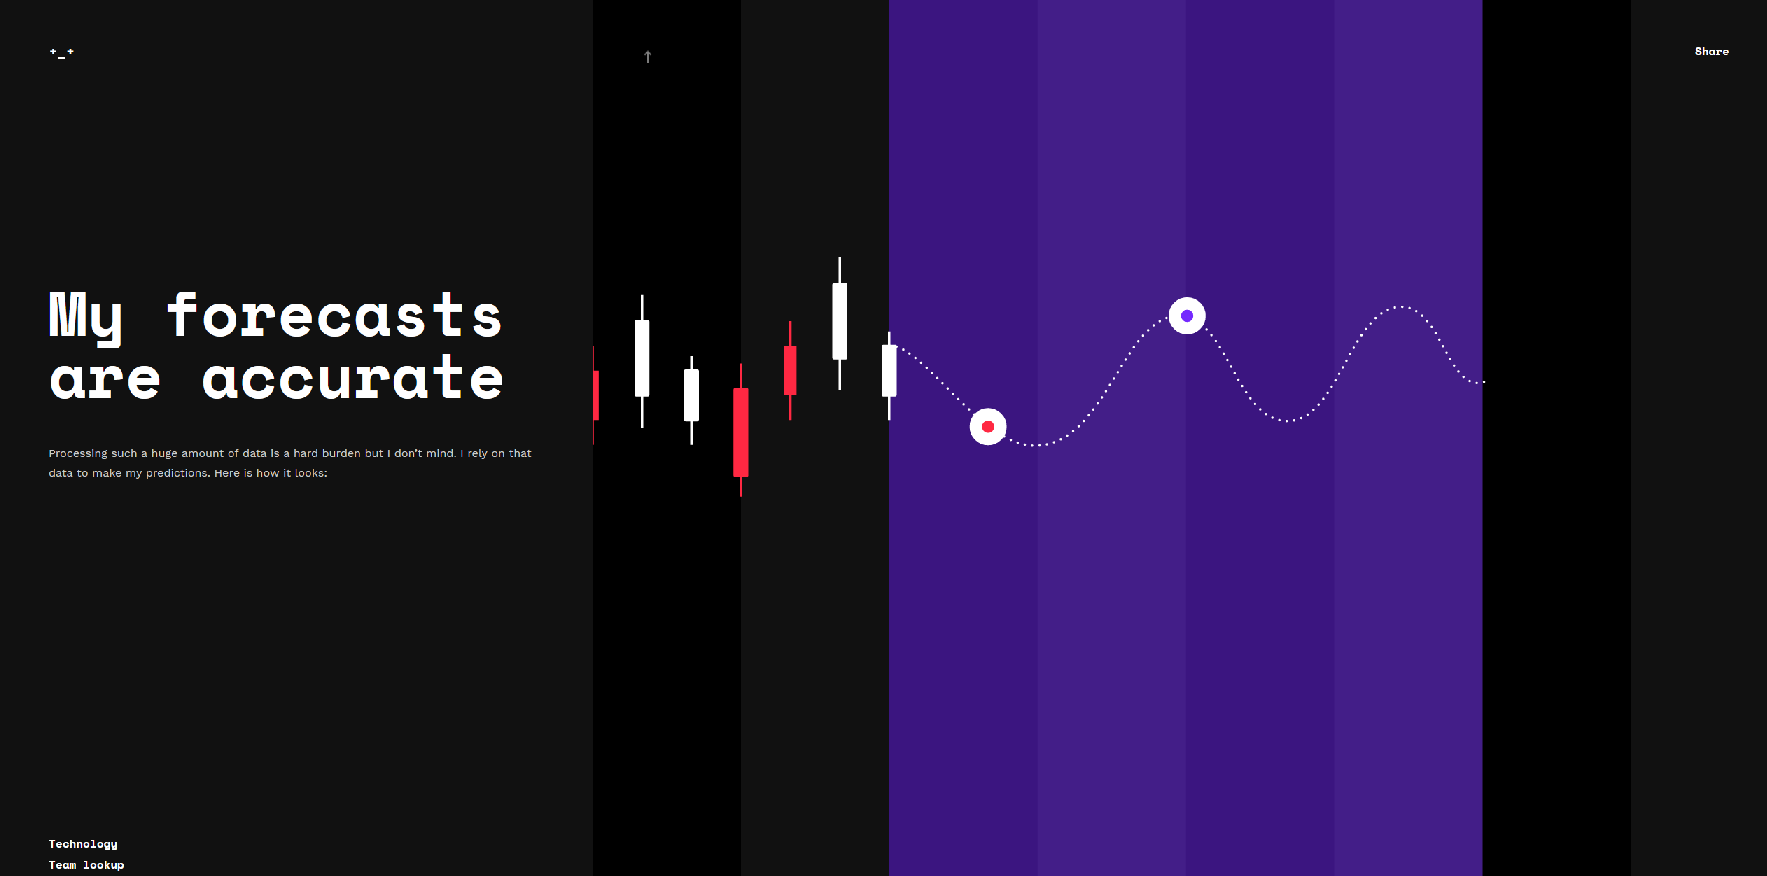 +_+
↑
Share
My forecasts
are accurate
Processing such a huge amount of data is a hard burden but I don't mind. I rely on that
data to make my predictions. Here is how it looks:
Technology
Team lookup